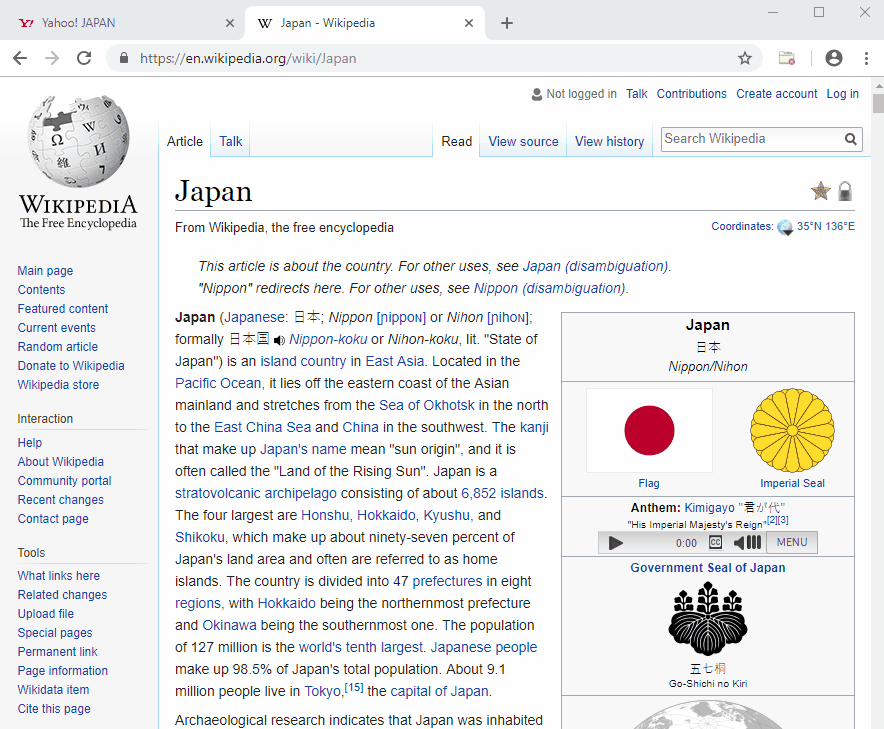 Yahoo! JAPAN
Japan - Wikipedia
https://en.wikipedia.org/wiki/Japan
Not logged in Talk Contributions Create account Log in
Article Talk Read View source View history Search Wikipedia
WIKIPEDIA
The Free Encyclopedia
Main page
Contents
Featured content
Current events
Random article
Donate to Wikipedia
Wikipedia store
Interaction
Help
About Wikipedia
Community portal
Recent changes
Contact page
Tools
What links here
Related changes
Upload file
Special pages
Permanent link
Page information
Wikidata item
Cite this page
Japan
From Wikipedia, the free encyclopedia
Coordinates: 35°N 136°E
This article is about the country. For other uses, see Japan (disambiguation).
"Nippon" redirects here. For other uses, see Nippon (disambiguation).
Japan (Japanese: 日本; Nippon [ɲippoɴ] or Nihon [ɲihoɴ];
formally 日本国 Nippon-koku or Nihon-koku, lit. "State of
Japan") is an island country in East Asia. Located in the
Pacific Ocean, it lies off the eastern coast of the Asian
mainland and stretches from the Sea of Okhotsk in the north
to the East China Sea and China in the southwest. The kanji
that make up Japan's name mean "sun origin", and it is
often called the "Land of the Rising Sun". Japan is a
stratovolcanic archipelago consisting of about 6,852 islands.
The four largest are Honshu, Hokkaido, Kyushu, and
Shikoku, which make up about ninety-seven percent of
Japan's land area and often are referred to as home
islands. The country is divided into 47 prefectures in eight
regions, with Hokkaido being the northernmost prefecture
and Okinawa being the southernmost one. The population
of 127 million is the world's tenth largest. Japanese people
make up 98.5% of Japan's total population. About 9.1
million people live in Tokyo,[15] the capital of Japan.
Archaeological research indicates that Japan was inhabited
Japan
日本
Nippon/Nihon
Flag
Imperial Seal
Anthem: Kimigayo "君が代"
"His Imperial Majesty's Reign"[2][3]
0:00 CC MENU
Government Seal of Japan
五七桐
Go-Shichi no Kiri